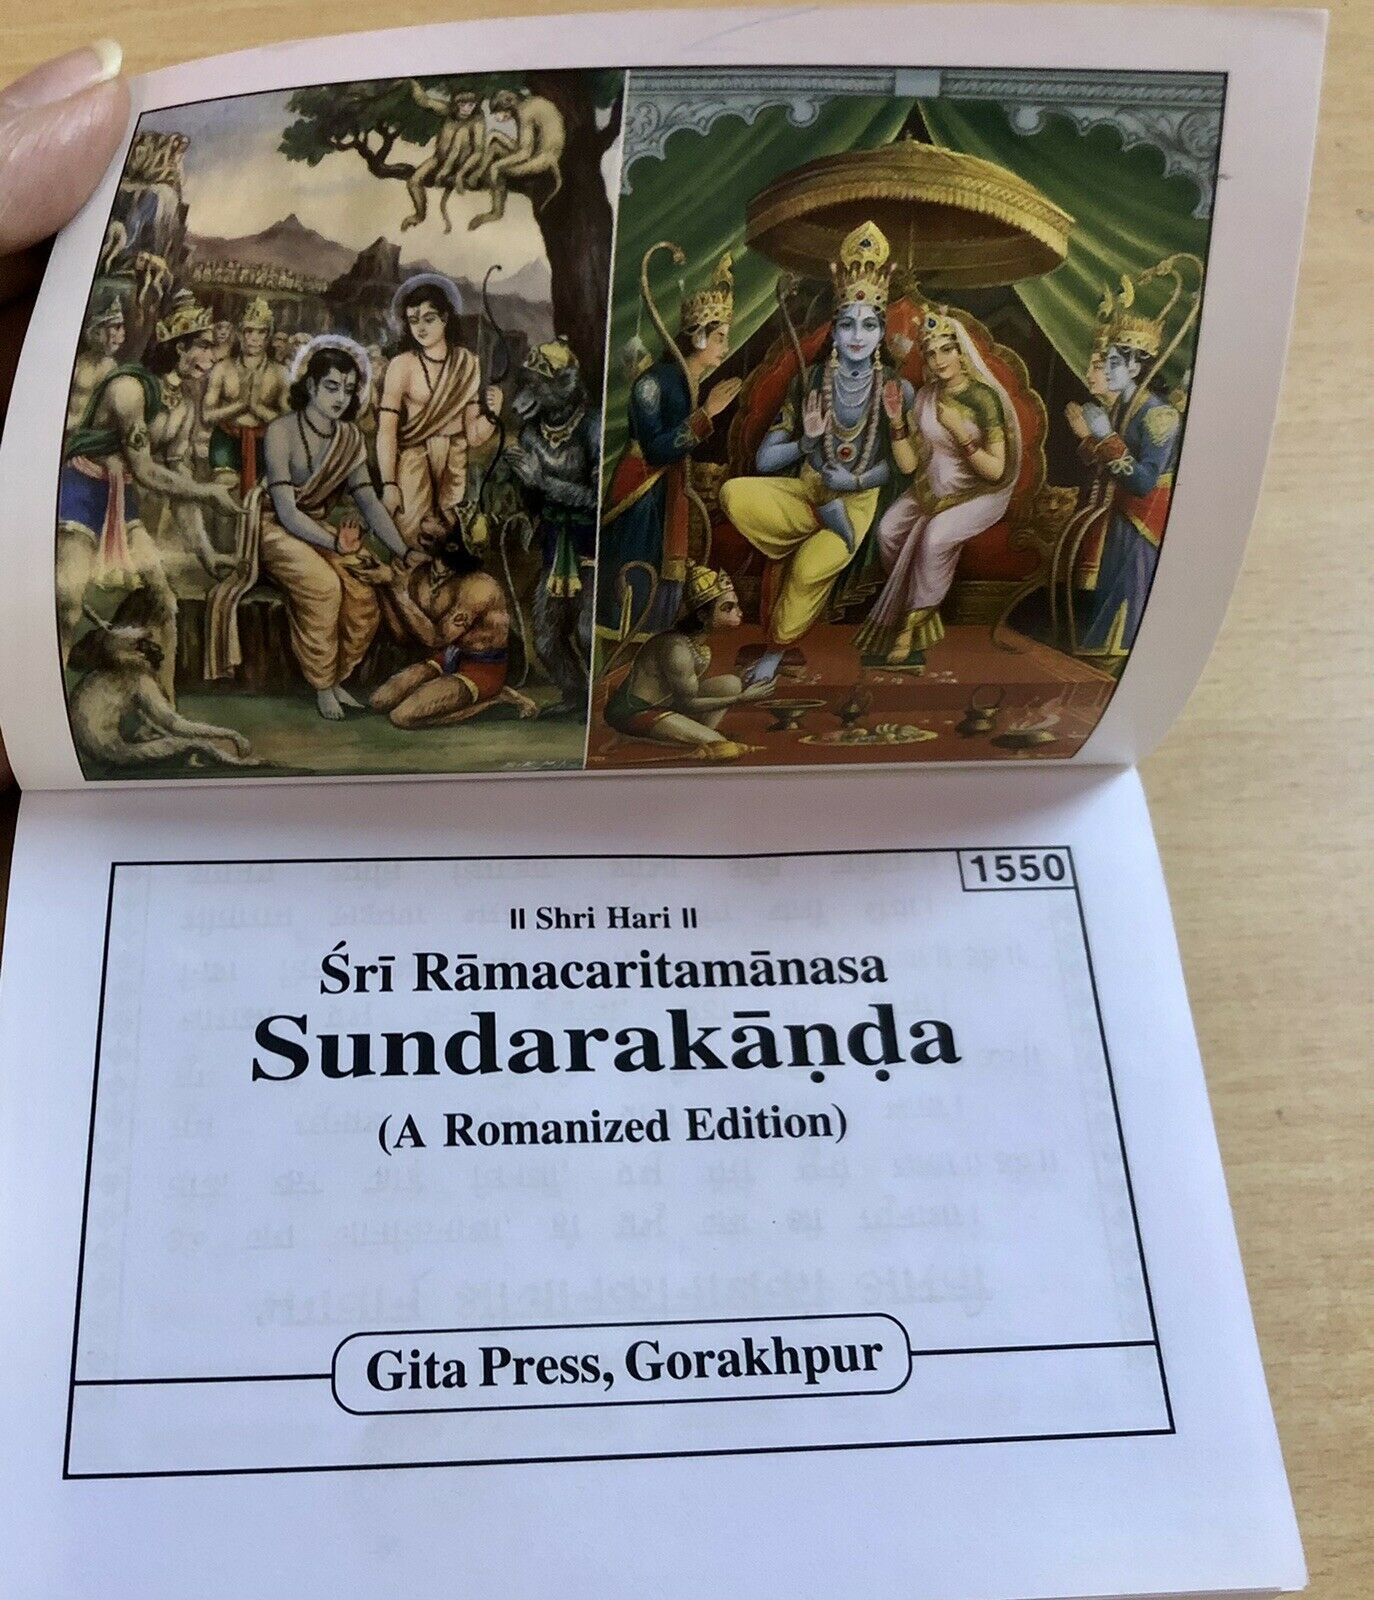 1550
॥ Shri Hari ॥
Śrī Rāmacaritamānasa
Sundarakāṇḍa
(A Romanized Edition)
Gita Press, Gorakhpur